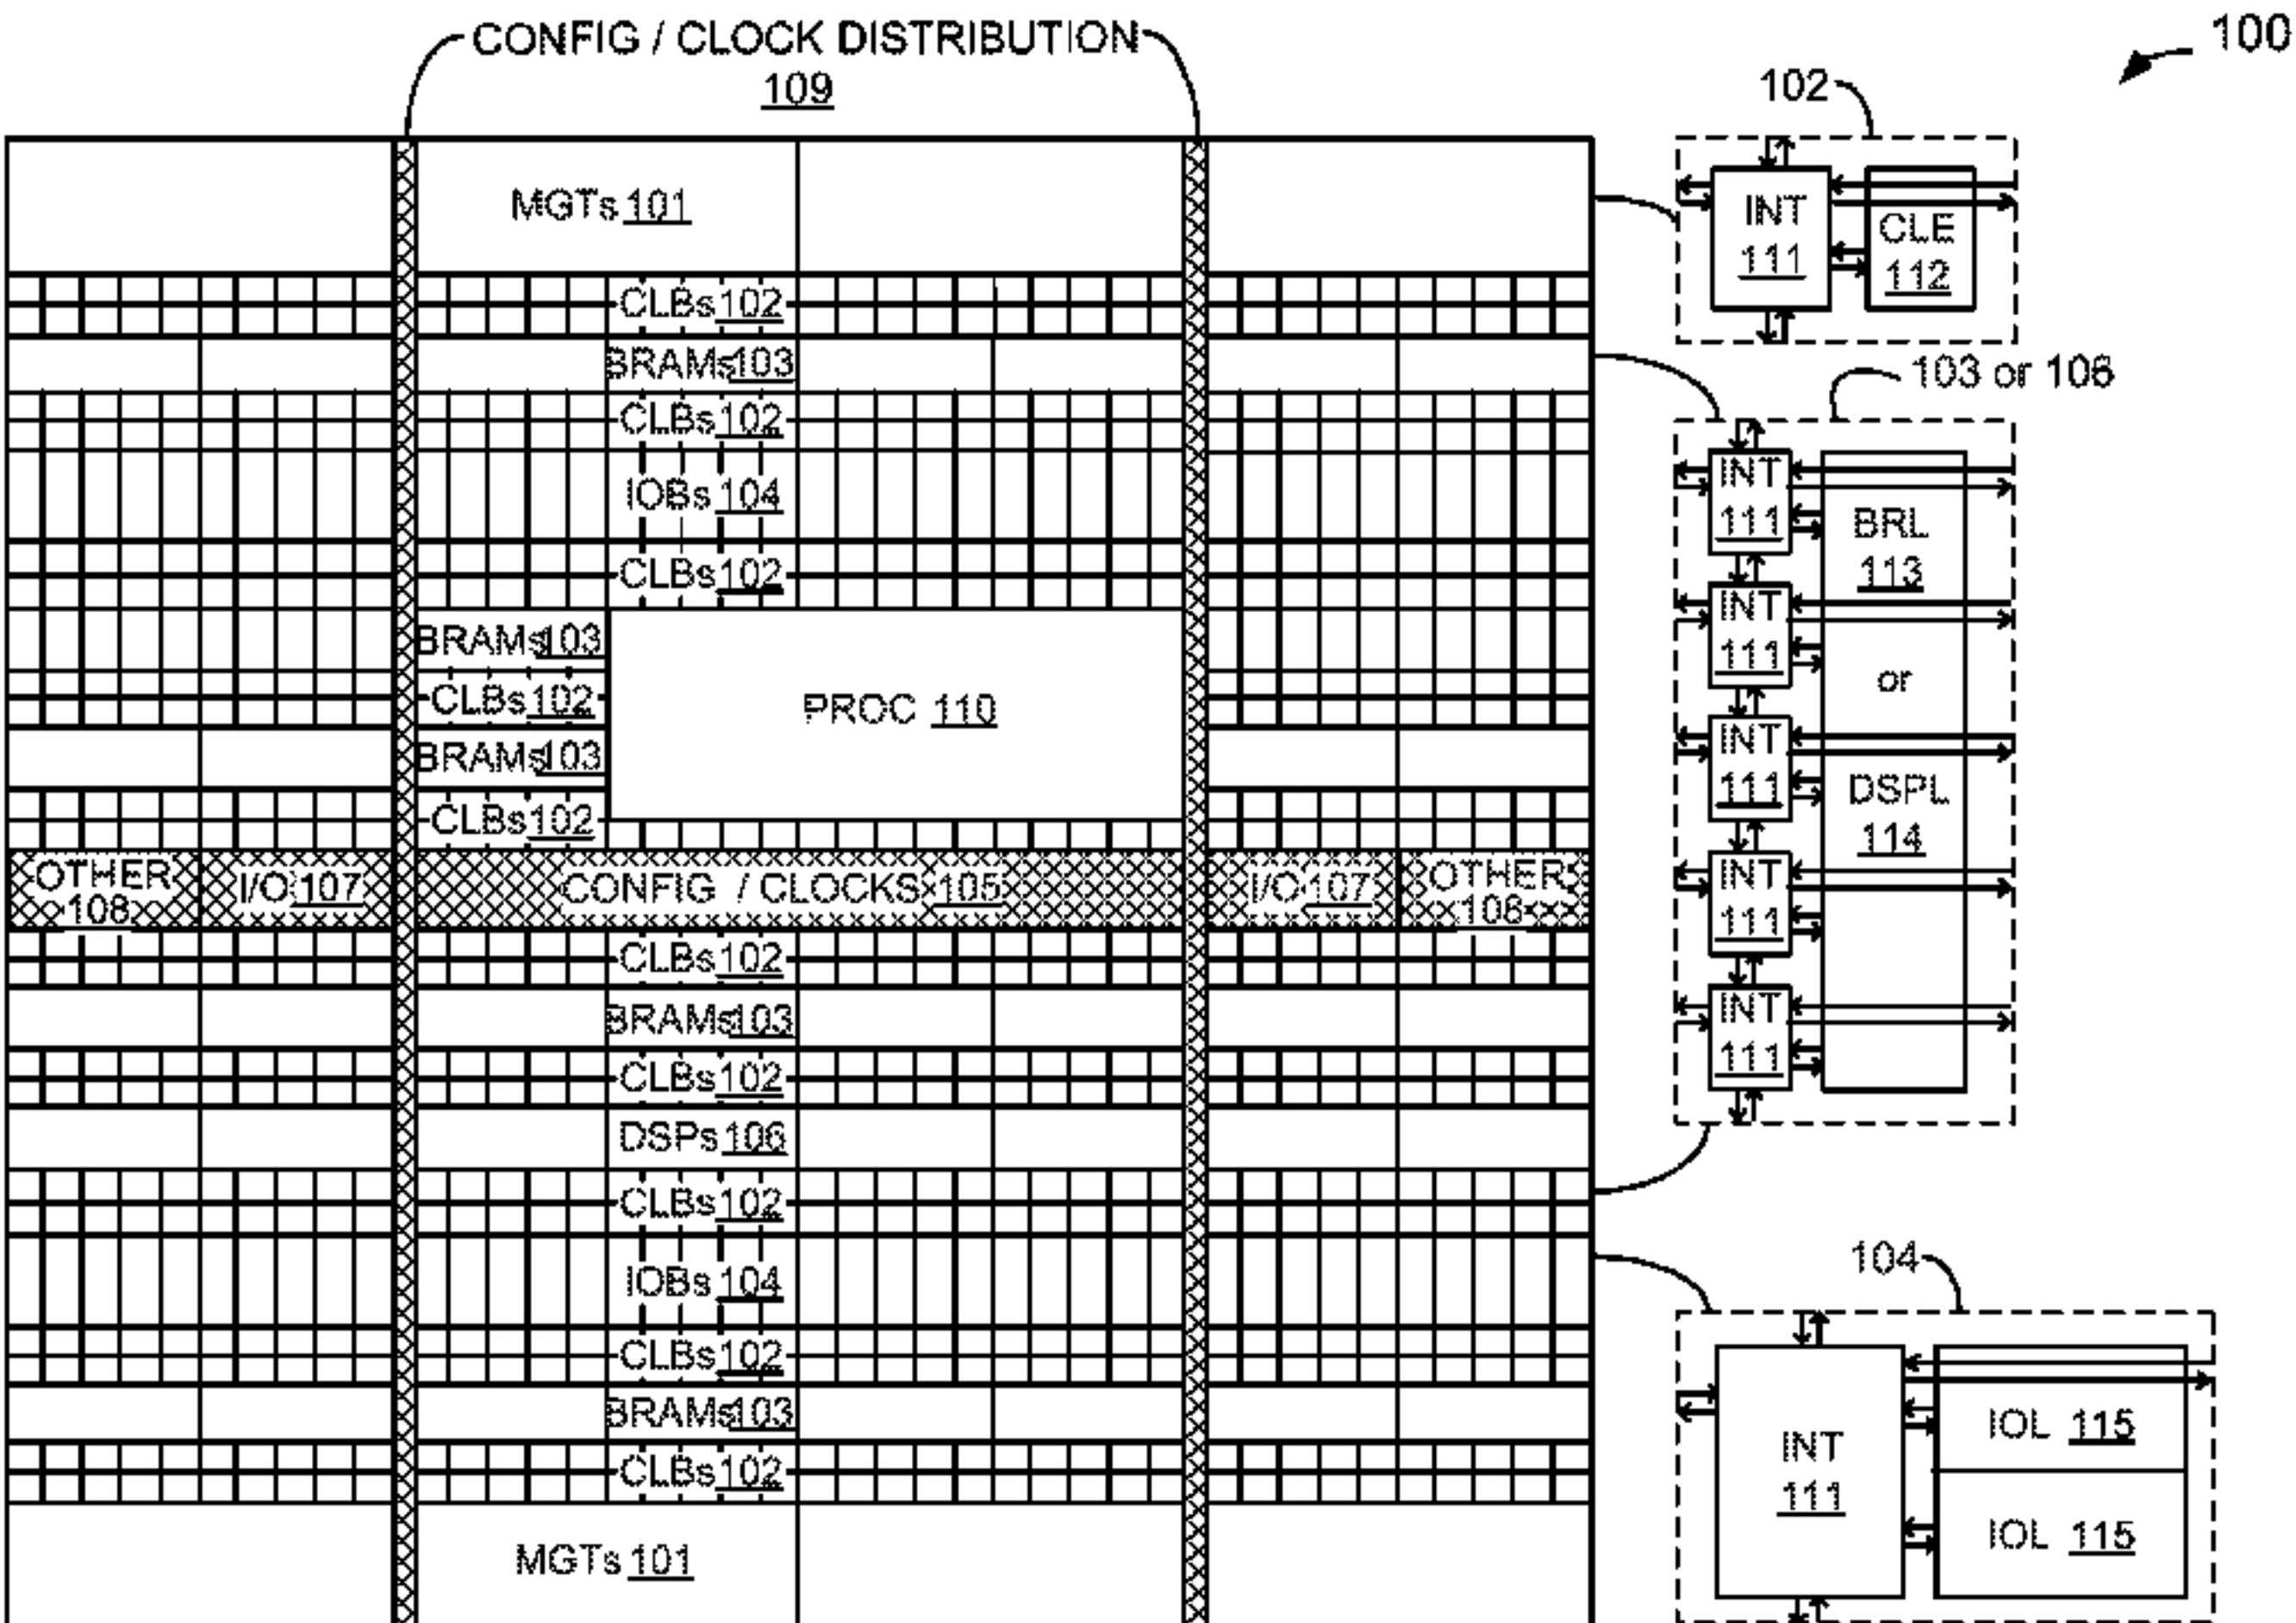 CONFIG / CLOCK DISTRIBUTION
109
100
MGTs 101
CLBs 102
BRAMs 103
CLBs 102
IOBs 104
CLBs 102
BRAMs 103
CLBs 102
BRAMs 103
CLBs 102
PROC 110
OTHER
108
I/O 107
CONFIG / CLOCKS 105
I/O 107
OTHER
108
CLBs 102
BRAMs 103
CLBs 102
DSPs 106
CLBs 102
IOBs 104
CLBs 102
BRAMs 103
CLBs 102
MGTs 101
102
INT
111
CLE
112
103 or 106
INT
111
INT
111
INT
111
INT
111
INT
111
BRL
113
or
DSPL
114
104
INT
111
IOL 115
IOL 115